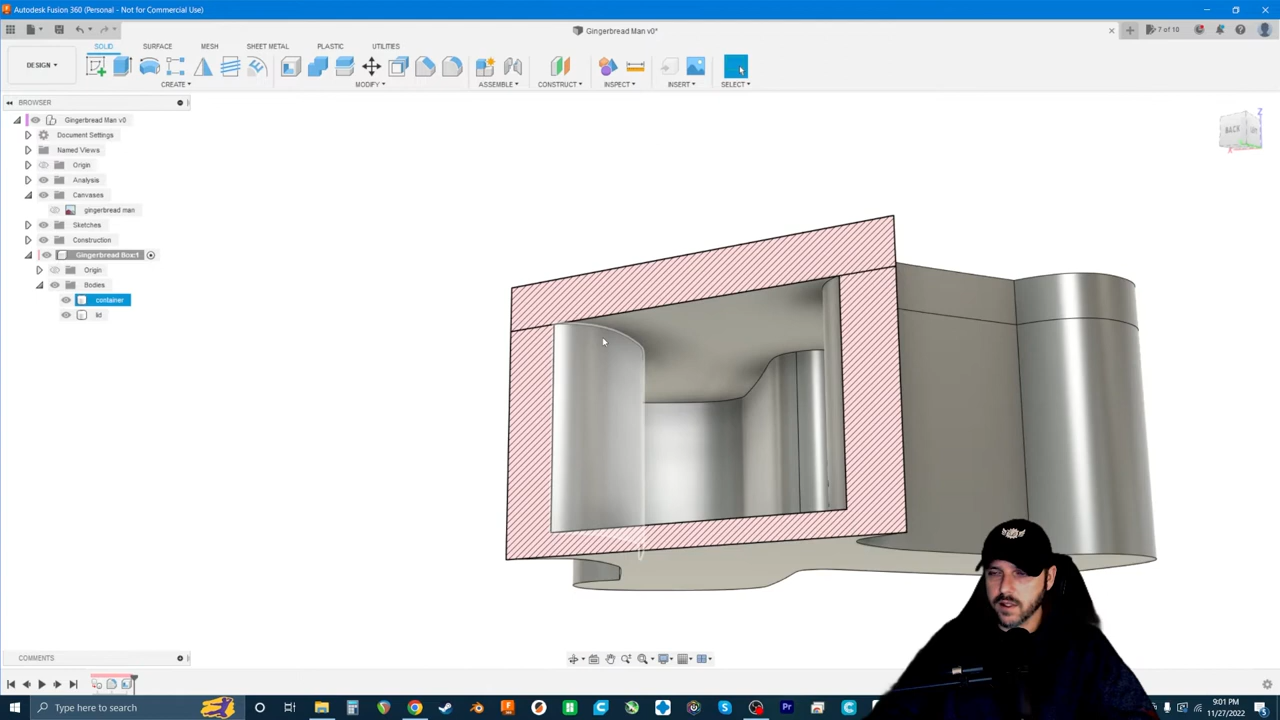 Autodesk Fusion 360 (Personal - Not for Commercial Use)
Gingerbread Man v0*
7 of 10
DESIGN
SOLID
SURFACE
MESH
SHEET METAL
PLASTIC
UTILITIES
CREATE
MODIFY
ASSEMBLE
CONSTRUCT
INSPECT
INSERT
SELECT
BROWSER
Gingerbread Man v0
Document Settings
Named Views
Origin
Analysis
Canvases
gingerbread man
Sketches
Construction
Gingerbread Box:1
Origin
Bodies
container
lid
BACK
Z
COMMENTS
Type here to search
9:01 PM
11/27/2022